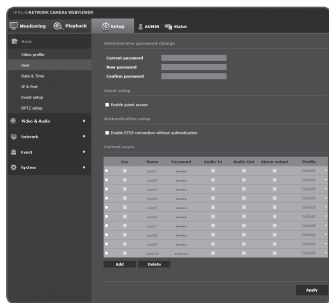 iPOLiS NETWORK CAMERA WEBVIEWER
Monitoring Playback Setup ADMIN Status
Basic
Video profile
User
Date & Time
IP & Port
Event setup
DPTZ setup
Video & Audio
Network
Event
System
Administrator password change
Current password
New password
Confirm password
Guest setup
Enable guest access
Authentication setup
Enable RTSP connection without authentication
Current users
Use Name Password Audio In Audio Out Alarm output Profile
user1 ••••• Default
user2 ••••• Default
user3 ••••• Default
user4 ••••• Default
user5 ••••• Default
user6 ••••• Default
user7 ••••• Default
user8 ••••• Default
user9 ••••• Default
user10 ••••• Default
Add Delete
Apply